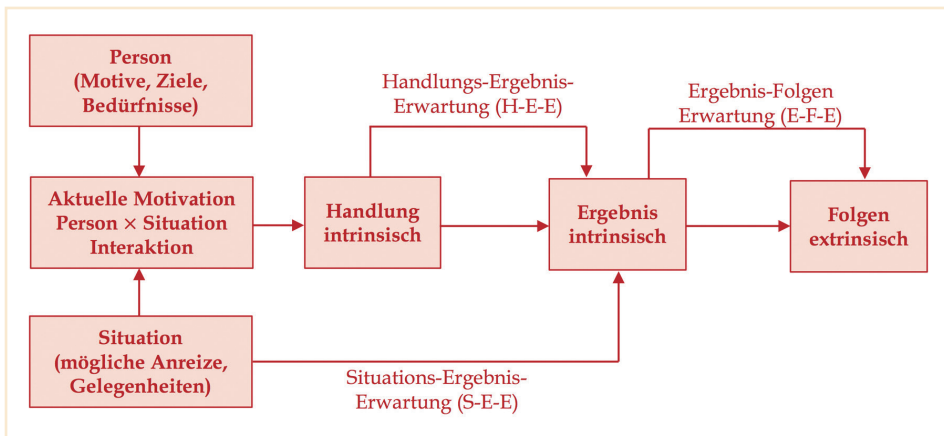 Person
(Motive, Ziele,
Bedürfnisse)
Handlungs-Ergebnis-
Erwartung (H-E-E)
Ergebnis-Folgen
Erwartung (E-F-E)
Aktuelle Motivation
Person × Situation
Interaktion
Handlung
intrinsisch
Ergebnis
intrinsisch
Folgen
extrinsisch
Situation
(mögliche Anreize,
Gelegenheiten)
Situations-Ergebnis-
Erwartung (S-E-E)